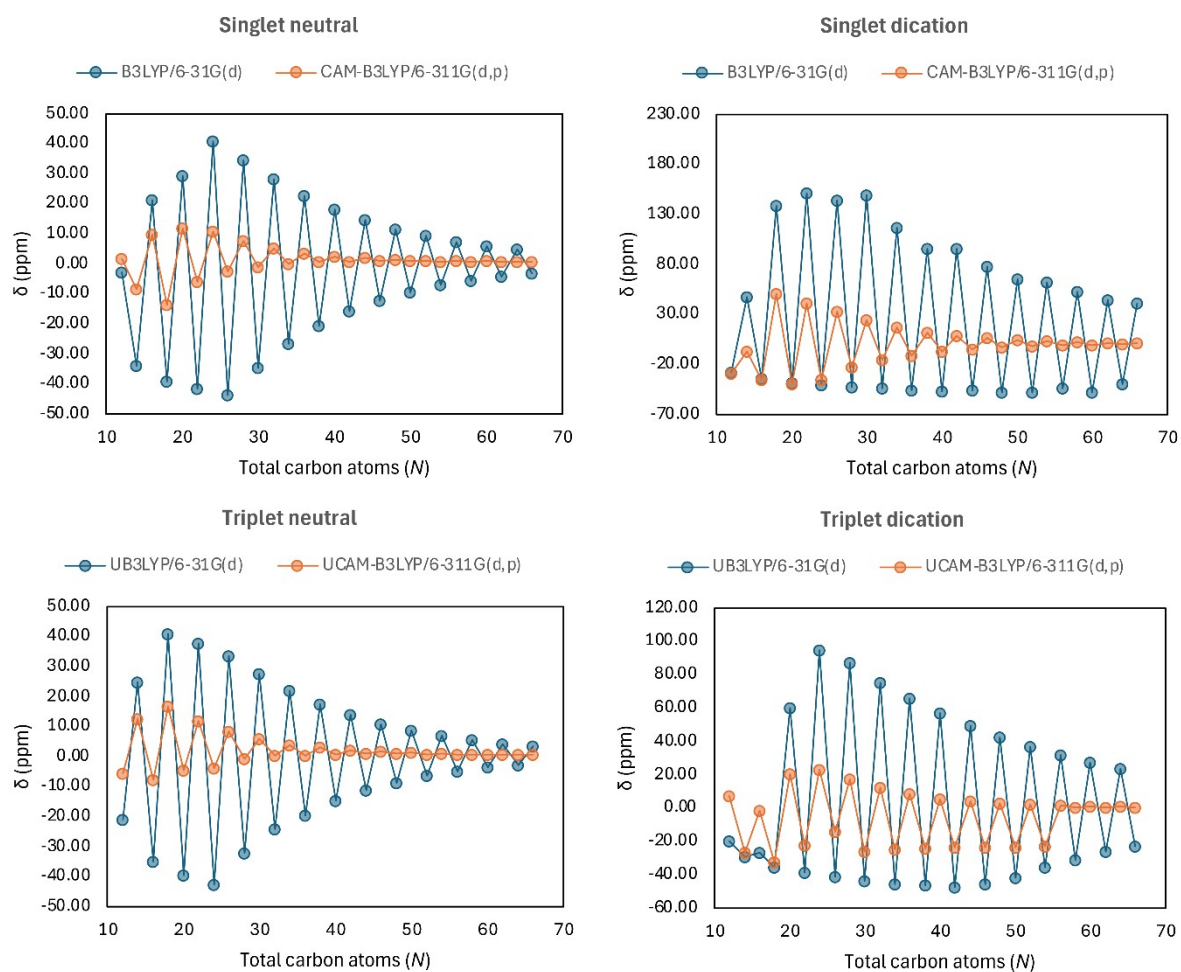 Singlet neutral
B3LYP/6-31G(d) CAM-B3LYP/6-311G(d,p)
50.00
40.00
30.00
20.00
10.00
0.00
-10.00
-20.00
-30.00
-40.00
-50.00
δ (ppm)
10 20 30 40 50 60 70
Total carbon atoms (N)
Singlet dication
B3LYP/6-31G(d) CAM-B3LYP/6-311G(d,p)
230.00
180.00
130.00
80.00
30.00
-20.00
-70.00
δ (ppm)
10 20 30 40 50 60 70
Total carbon atoms (N)
Triplet neutral
UB3LYP/6-31G(d) UCAM-B3LYP/6-311G(d,p)
50.00
40.00
30.00
20.00
10.00
0.00
-10.00
-20.00
-30.00
-40.00
-50.00
δ (ppm)
10 20 30 40 50 60 70
Total carbon atoms (N)
Triplet dication
UB3LYP/6-31G(d) UCAM-B3LYP/6-311G(d,p)
120.00
100.00
80.00
60.00
40.00
20.00
0.00
-20.00
-40.00
-60.00
δ (ppm)
10 20 30 40 50 60 70
Total carbon atoms (N)